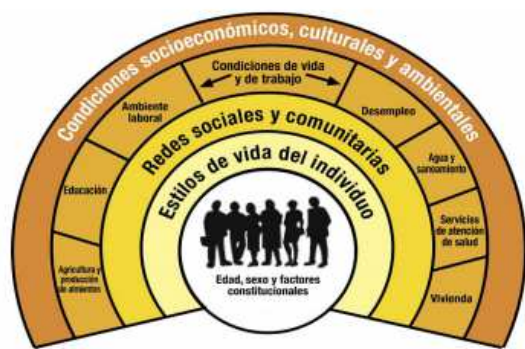 Condiciones socioeconómicos, culturales y ambientales
Condiciones de vida
y de trabajo
Ambiente
laboral
Desempleo
Redes sociales y comunitarias
Agua y
saneamiento
Educación
Estilos de vida del individuo
Servicios
de atención
de salud
Agricultura y
producción
de alimentos
Edad, sexo y factores
constitucionales
Vivienda